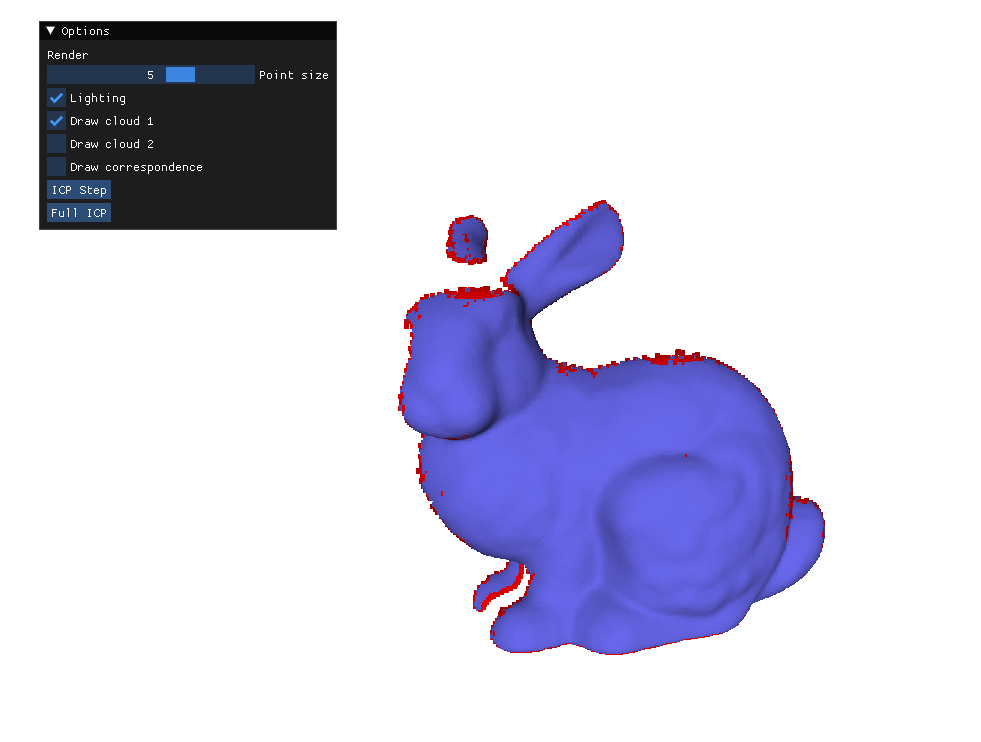 Options
Render
5 Point size
Lighting
Draw cloud 1
Draw cloud 2
Draw correspondence
ICP Step
Full ICP